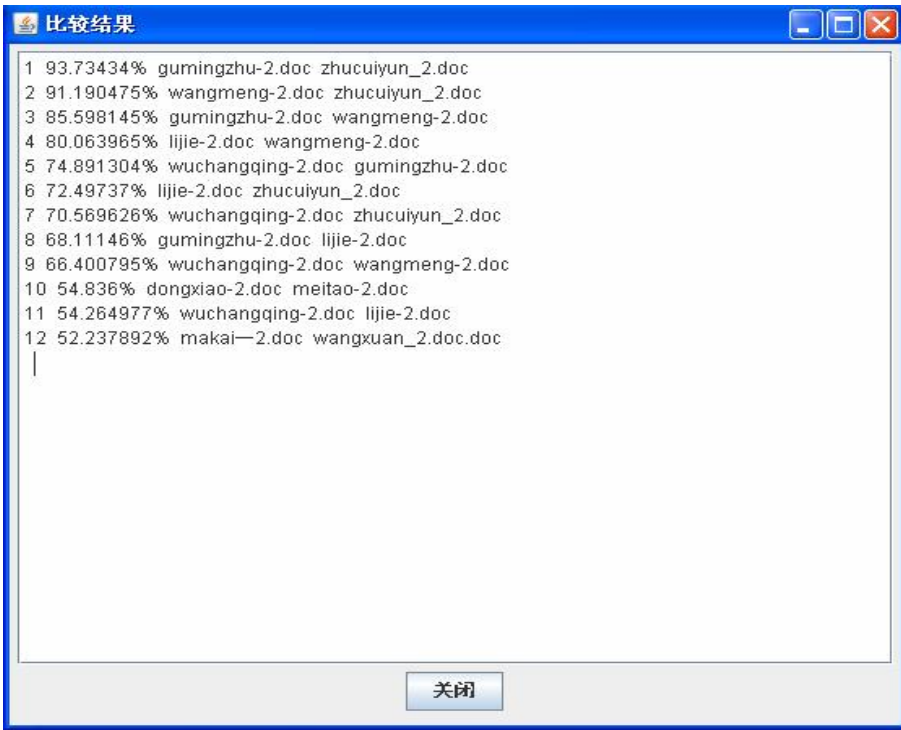 比较结果
1 93.73434% gumingzhu-2.doc zhucuiyun_2.doc
2 91.190475% wangmeng-2.doc zhucuiyun_2.doc
3 85.598145% gumingzhu-2.doc wangmeng-2.doc
4 80.063965% lijie-2.doc wangmeng-2.doc
5 74.891304% wuchangqing-2.doc gumingzhu-2.doc
6 72.49737% lijie-2.doc zhucuiyun_2.doc
7 70.569626% wuchangqing-2.doc zhucuiyun_2.doc
8 68.11146% gumingzhu-2.doc lijie-2.doc
9 66.400795% wuchangqing-2.doc wangmeng-2.doc
10 54.836% dongxiao-2.doc meitao-2.doc
11 54.264977% wuchangqing-2.doc lijie-2.doc
12 52.237892% makai—2.doc wangxuan_2.doc.doc
关闭